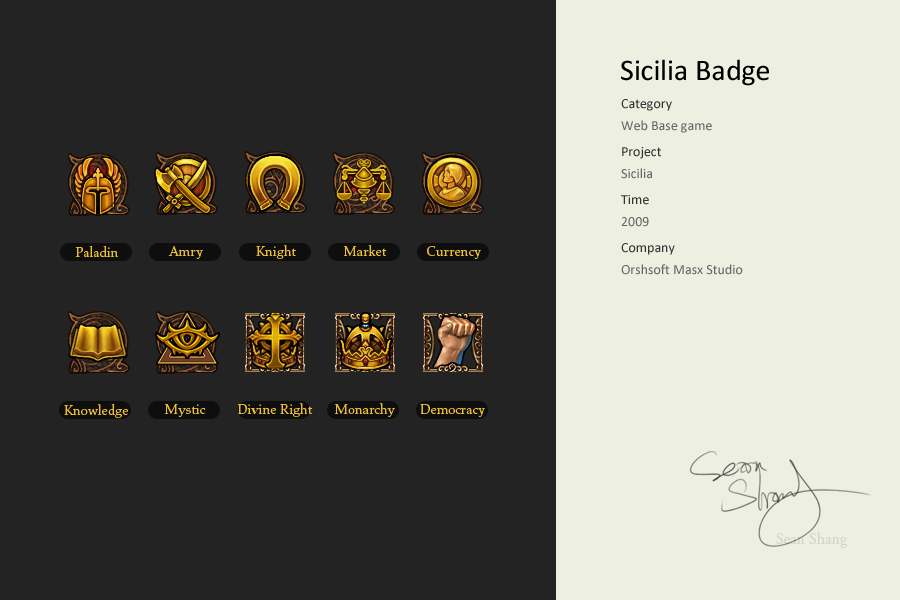 Paladin
Amry
Knight
Market
Currency
Knowledge
Mystic
Divine Right
Monarchy
Democracy
Sicilia Badge
Category
Web Base game
Project
Sicilia
Time
2009
Company
Orshsoft Masx Studio
Sean
Shang
Sean Shang